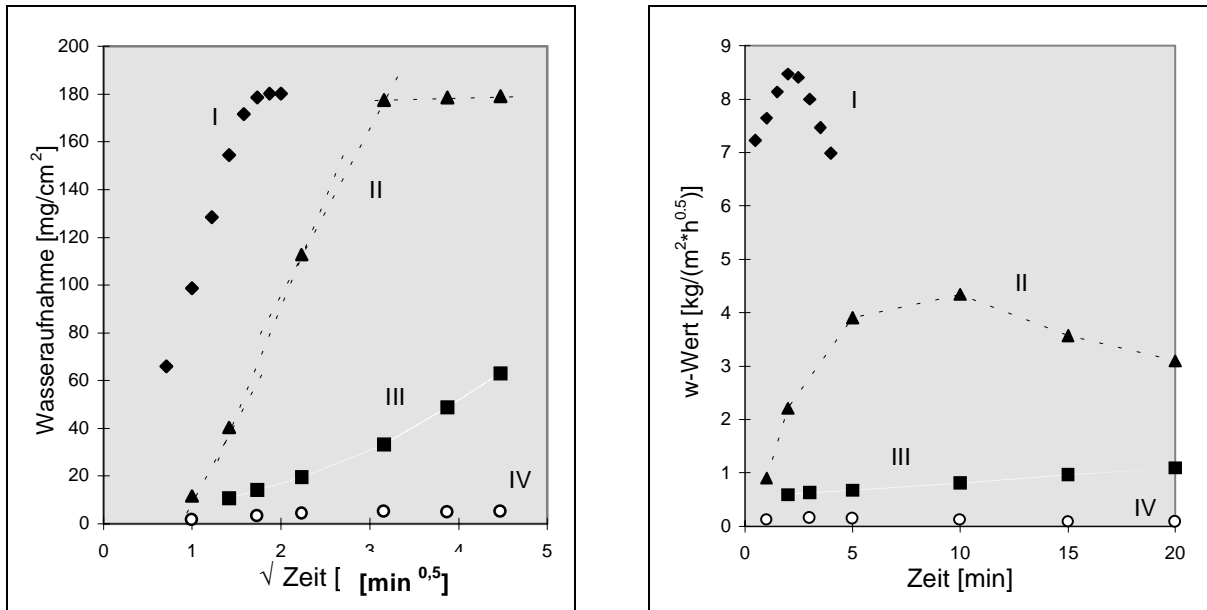 Wasseraufnahme [mg/cm²]
200
180
160
140
120
100
80
60
40
20
0
I
II
III
IV
0 1 2 3 4 5
√ Zeit [ [min 0,5]
w-Wert [kg/(m²*h0.5)]
9
8
7
6
5
4
3
2
1
0
I
II
III
IV
0 5 10 15 20
Zeit [min]